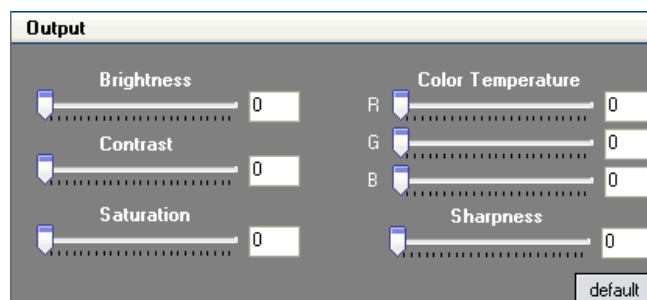 Output
Brightness
0
Contrast
0
Saturation
0
Color Temperature
R 0
G 0
B 0
Sharpness
0
default